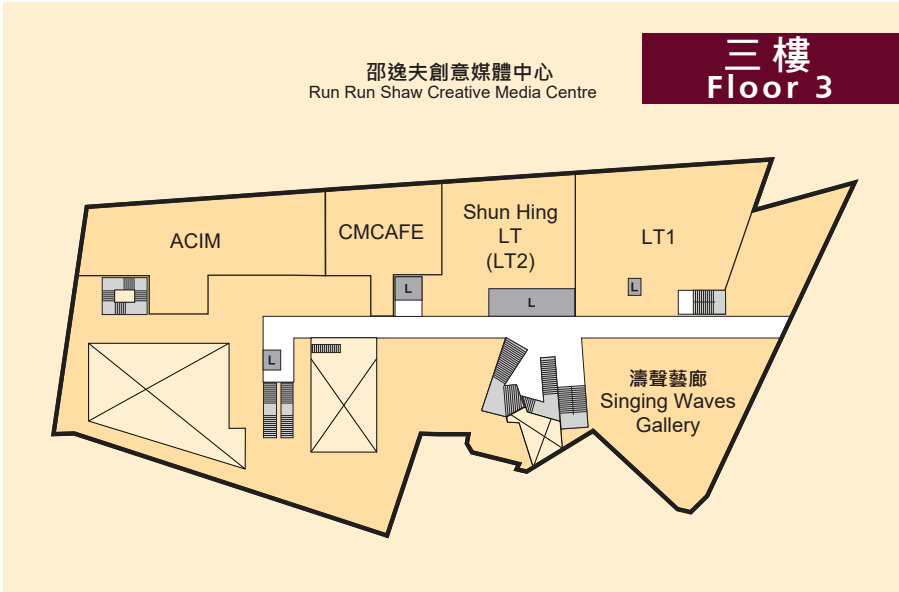 三樓
Floor 3
邵逸夫創意媒體中心
Run Run Shaw Creative Media Centre
ACIM
CMCAFE
Shun Hing
LT
(LT2)
LT1
L
L
L
L
濤聲藝廊
Singing Waves
Gallery